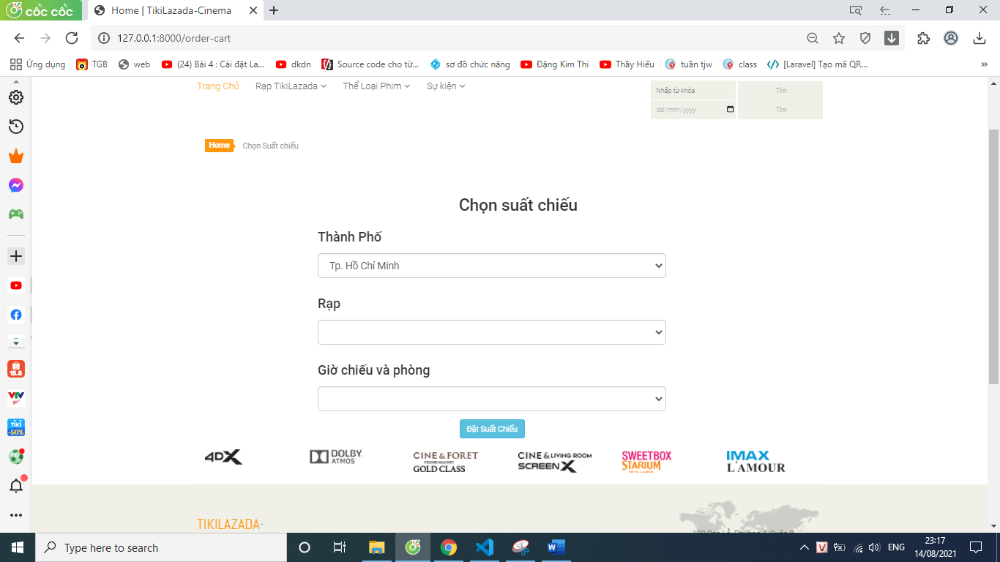 cốc cốc
Home | TikiLazada-Cinema
127.0.0.1:8000/order-cart
Ứng dụng TGB web (24) Bài 4 : Cài đặt La... dkdn Source code cho từ... sơ đồ chức năng Đặng Kim Thi Thầy Hiếu tuần tjw class [Laravel] Tạo mã QR... »
Trang Chủ Rạp TikiLazada Thể Loại Phim Sự kiện
Nhập từ khóa Tìm
dd/mm/yyyy Tìm
Home Chọn Suất chiếu
Chọn suất chiếu
Thành Phố
Tp. Hồ Chí Minh
Rạp
Giờ chiếu và phòng
Đặt Suất Chiếu
4DX
DOLBY
ATMOS
CINE & FORET
GOLD CLASS
CINE & LIVING ROOM
SCREENX
SWEETBOX
STARIUM
IMAX
L'AMOUR
TIKILAZADA-
15.8
VTV
go
TIKI
-50%
Type here to search
ENG
23:17
14/08/2021